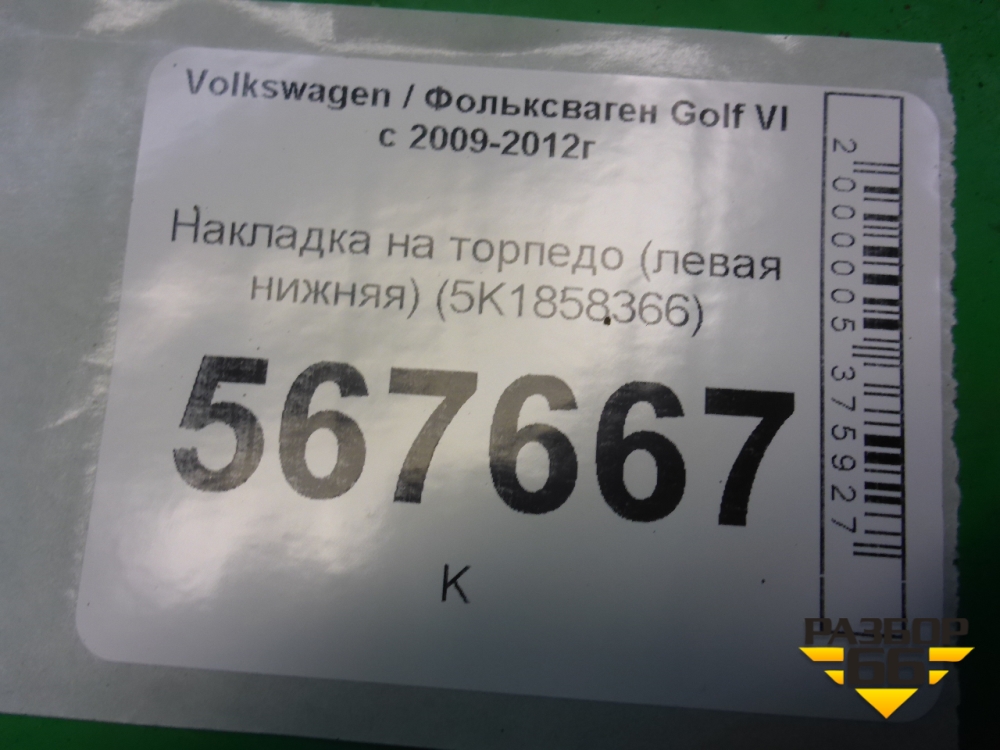 Volkswagen / Фольксваген Golf VI
с 2009-2012г
Накладка на торпедо (левая
нижняя) (5K1858366)
567667
К
2000005375927
РАЗБОР
66